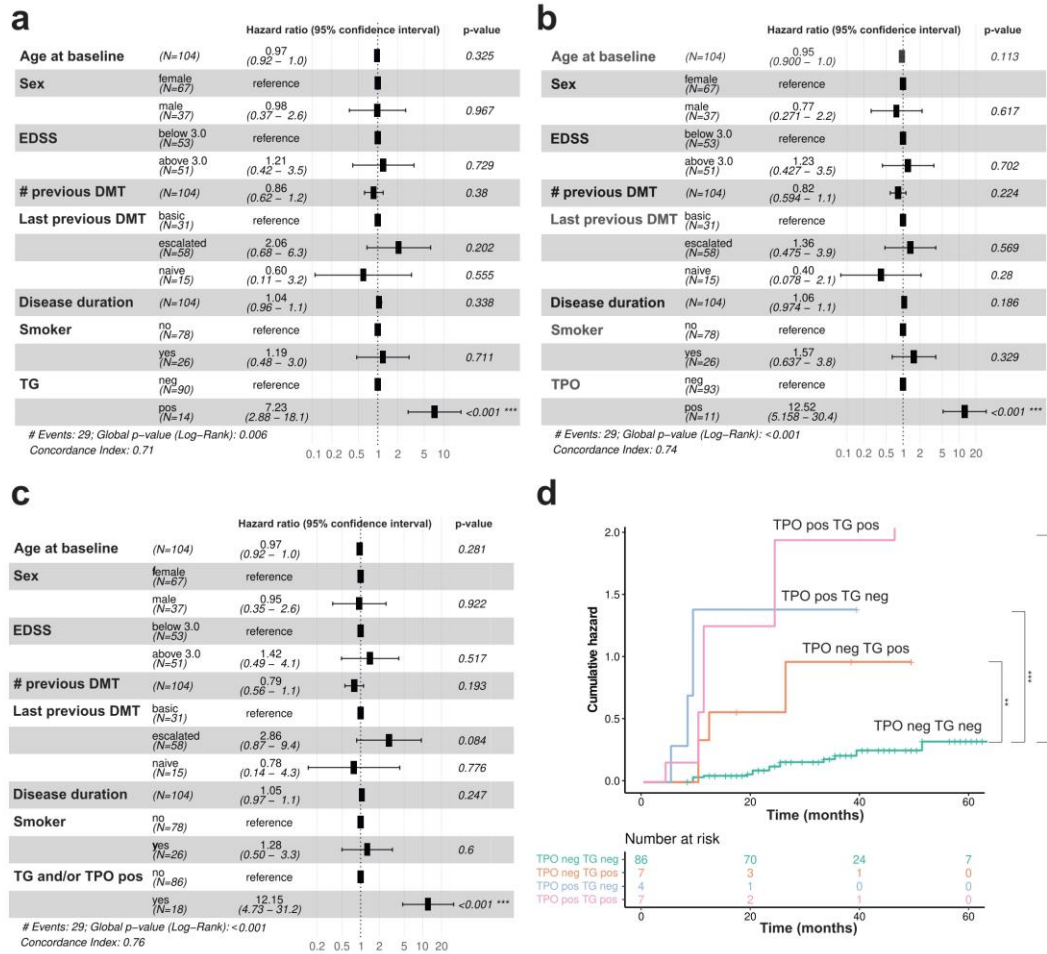 a
Hazard ratio (95% confidence interval) p-value
Age at baseline (N=104) 0.97 (0.92 − 1.0) 0.325
Sex female (N=67) reference
male (N=37) 0.98 (0.37 − 2.6) 0.967
EDSS below 3.0 (N=53) reference
above 3.0 (N=51) 1.21 (0.42 − 3.5) 0.729
# previous DMT (N=104) 0.86 (0.62 − 1.2) 0.38
Last previous DMT basic (N=31) reference
escalated (N=58) 2.06 (0.68 − 6.3) 0.202
naive (N=15) 0.60 (0.11 − 3.2) 0.555
Disease duration (N=104) 1.04 (0.96 − 1.1) 0.338
Smoker no (N=78) reference
yes (N=26) 1.19 (0.48 − 3.0) 0.711
TG neg (N=90) reference
pos (N=14) 7.23 (2.88 − 18.1) <0.001 ***
# Events: 29; Global p−value (Log−Rank): 0.006
Concordance Index: 0.71
0.1 0.2 0.5 1 2 5 10
b
Hazard ratio (95% confidence interval) p-value
Age at baseline (N=104) 0.95 (0.900 − 1.0) 0.113
Sex female (N=67) reference
male (N=37) 0.77 (0.271 − 2.2) 0.617
EDSS below 3.0 (N=53) reference
above 3.0 (N=51) 1.23 (0.427 − 3.5) 0.702
# previous DMT (N=104) 0.82 (0.594 − 1.1) 0.224
Last previous DMT basic (N=31) reference
escalated (N=58) 1.36 (0.475 − 3.9) 0.569
naive (N=15) 0.40 (0.078 − 2.1) 0.28
Disease duration (N=104) 1.06 (0.974 − 1.1) 0.186
Smoker no (N=78) reference
yes (N=26) 1.57 (0.637 − 3.8) 0.329
TPO neg (N=93) reference
pos (N=11) 12.52 (5.158 − 30.4) <0.001 ***
# Events: 29; Global p−value (Log−Rank): <0.001
Concordance Index: 0.74
0.1 0.2 0.5 1 2 5 10 20
c
Hazard ratio (95% confidence interval) p-value
Age at baseline (N=104) 0.97 (0.92 − 1.0) 0.281
Sex female (N=67) reference
male (N=37) 0.95 (0.35 − 2.6) 0.922
EDSS below 3.0 (N=53) reference
above 3.0 (N=51) 1.42 (0.49 − 4.1) 0.517
# previous DMT (N=104) 0.79 (0.56 − 1.1) 0.193
Last previous DMT basic (N=31) reference
escalated (N=58) 2.86 (0.87 − 9.4) 0.084
naive (N=15) 0.78 (0.14 − 4.3) 0.776
Disease duration (N=104) 1.05 (0.97 − 1.1) 0.247
Smoker no (N=78) reference
yes (N=26) 1.28 (0.50 − 3.3) 0.6
TG and/or TPO pos no (N=86) reference
yes (N=18) 12.15 (4.73 − 31.2) <0.001 ***
# Events: 29; Global p−value (Log−Rank): <0.001
Concordance Index: 0.76
0.1 0.2 0.5 1 2 5 10 20
d
Cumulative hazard
2.0
1.5
1.0
0.5
0.0
TPO pos TG pos
TPO pos TG neg
TPO neg TG pos
TPO neg TG neg
**
***
0 20 40 60
Time (months)
Number at risk
TPO neg TG neg 86 70 24 7
TPO neg TG pos 7 3 1 0
TPO pos TG neg 4 1 0 0
TPO pos TG pos 7 2 1 0
0 20 40 60
Time (months)